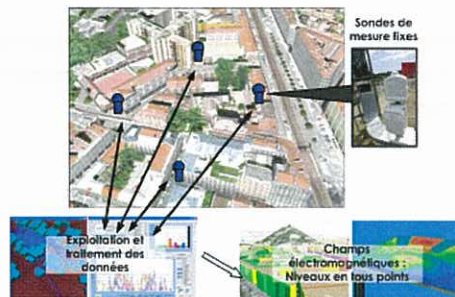 Sondes de
mesure fixes
Exploitation et
traitement des
données
Champs
électromagnétiques :
Niveaux en tous points